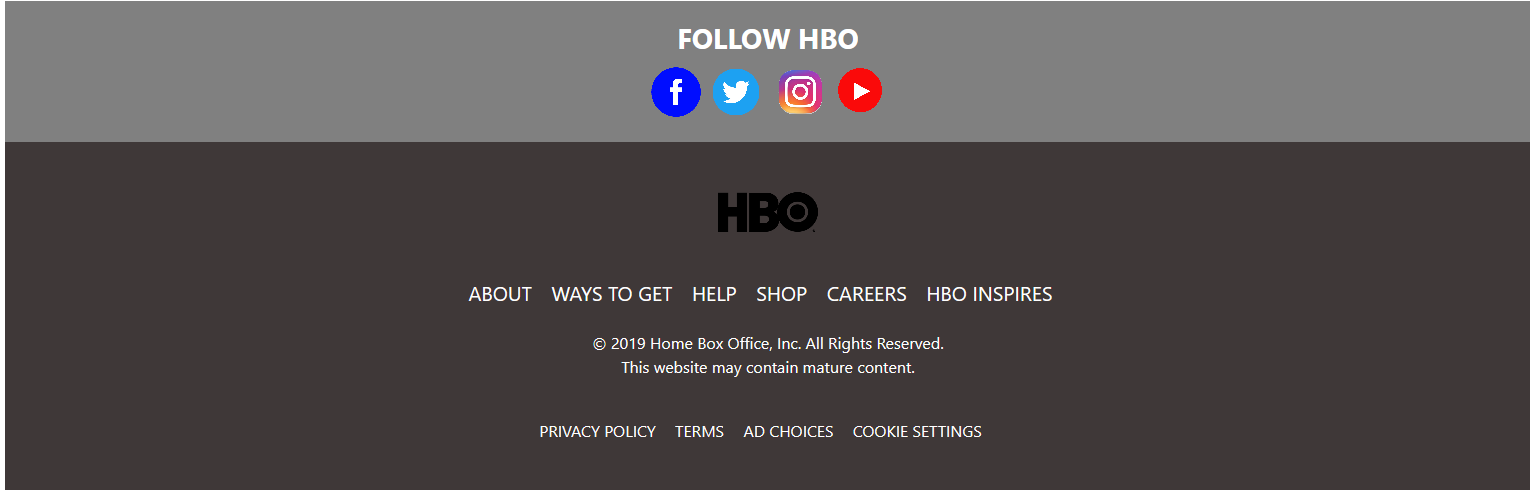 FOLLOW HBO
HBO
ABOUT WAYS TO GET HELP SHOP CAREERS HBO INSPIRES
© 2019 Home Box Office, Inc. All Rights Reserved.
This website may contain mature content.
PRIVACY POLICY TERMS AD CHOICES COOKIE SETTINGS